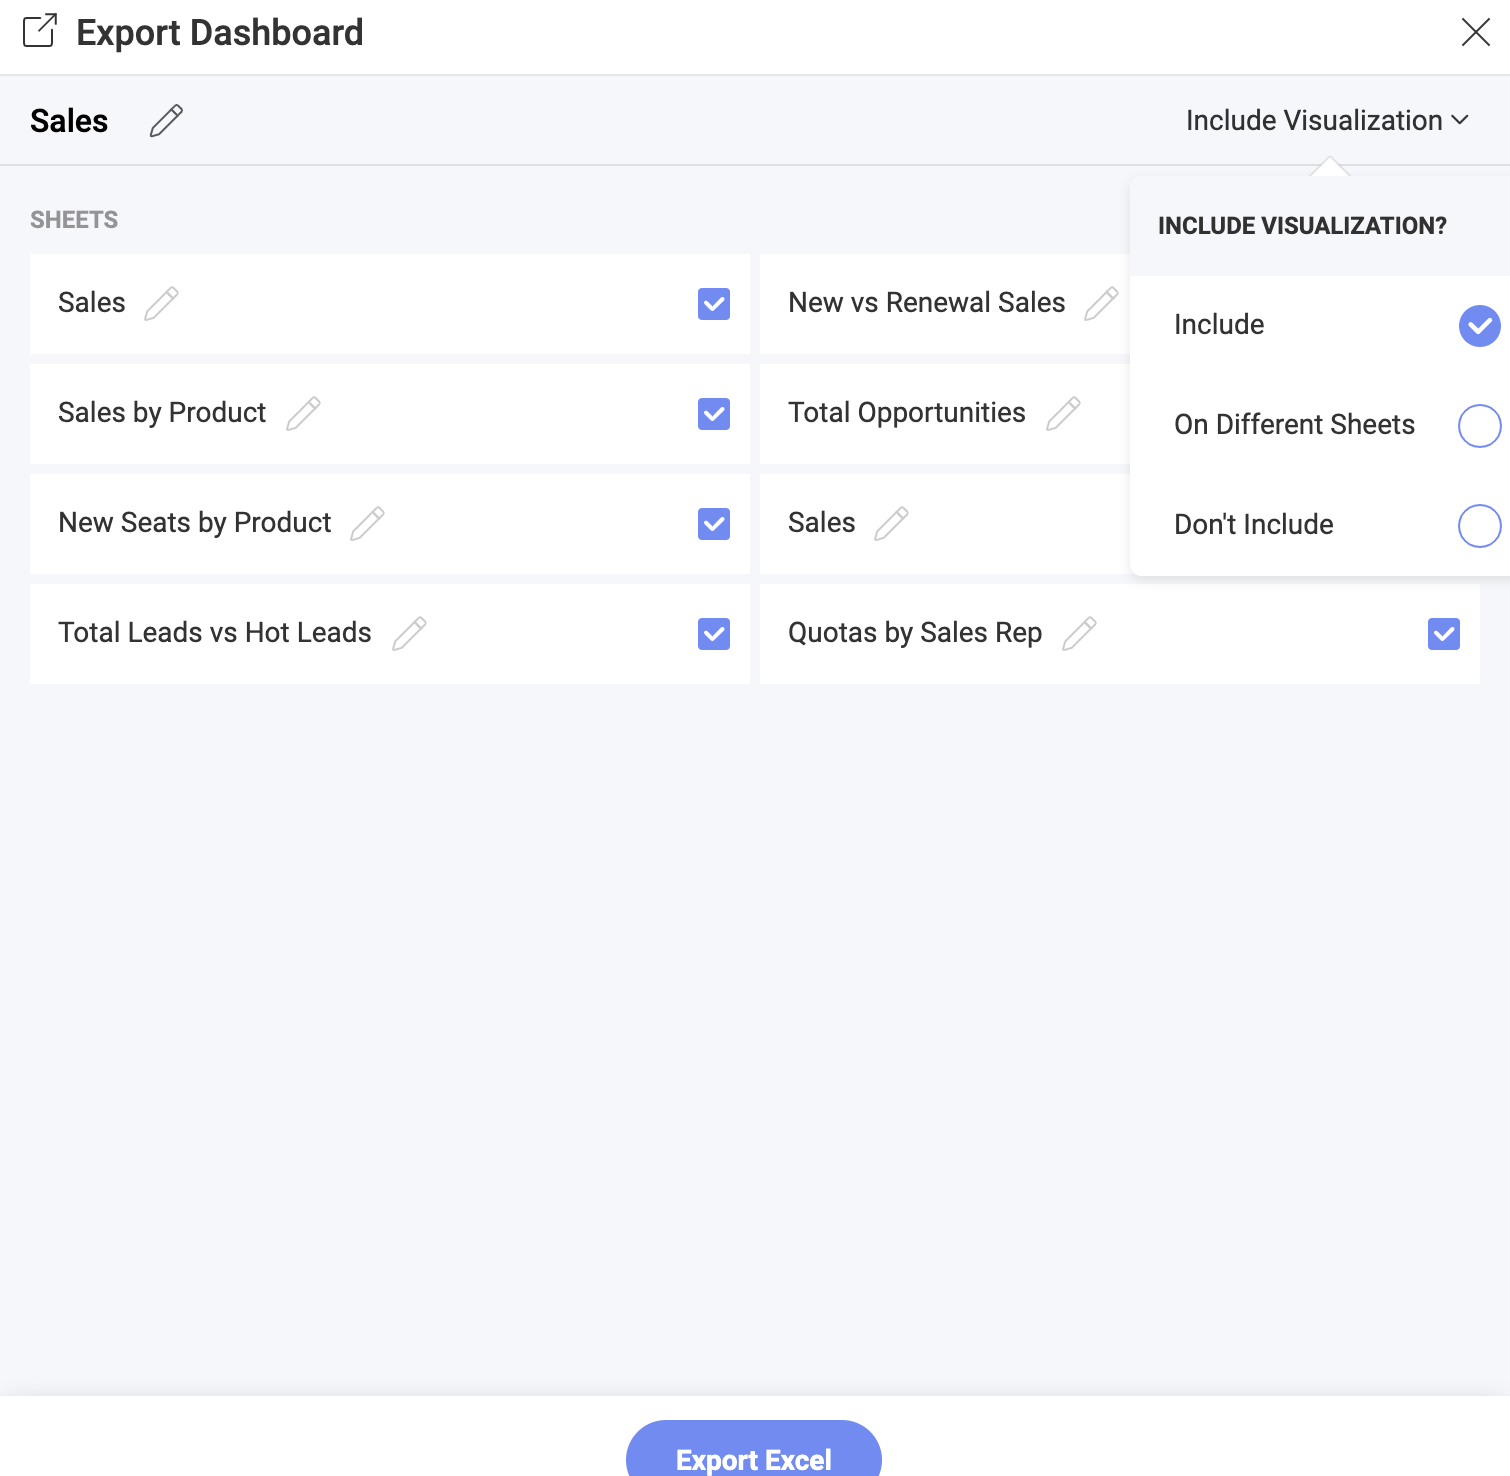 Export Dashboard
Sales
Include Visualization
SHEETS
INCLUDE VISUALIZATION?
Include
On Different Sheets
Don't Include
Sales
New vs Renewal Sales
Sales by Product
Total Opportunities
New Seats by Product
Sales
Total Leads vs Hot Leads
Quotas by Sales Rep
Export Excel